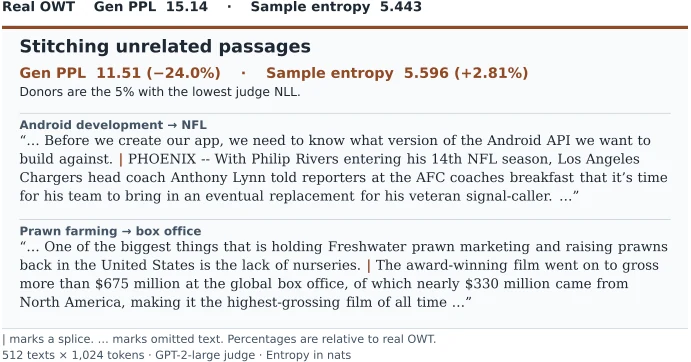 Real OWT Gen PPL 15.14 · Sample entropy 5.443
Stitching unrelated passages
Gen PPL 11.51 (−24.0%) · Sample entropy 5.596 (+2.81%)
Donors are the 5% with the lowest judge NLL.
Android development → NFL
“… Before we create our app, we need to know what version of the Android API we want to
build against. | PHOENIX -- With Philip Rivers entering his 14th NFL season, Los Angeles
Chargers head coach Anthony Lynn told reporters at the AFC coaches breakfast that it’s time
for his team to bring in an eventual replacement for his veteran signal-caller. …”
Prawn farming → box office
“… One of the biggest things that is holding Freshwater prawn marketing and raising prawns
back in the United States is the lack of nurseries. | The award-winning film went on to gross
more than $675 million at the global box office, of which nearly $330 million came from
North America, making it the highest-grossing film of all time …”
| marks a splice. … marks omitted text. Percentages are relative to real OWT.
512 texts × 1,024 tokens · GPT-2-large judge · Entropy in nats